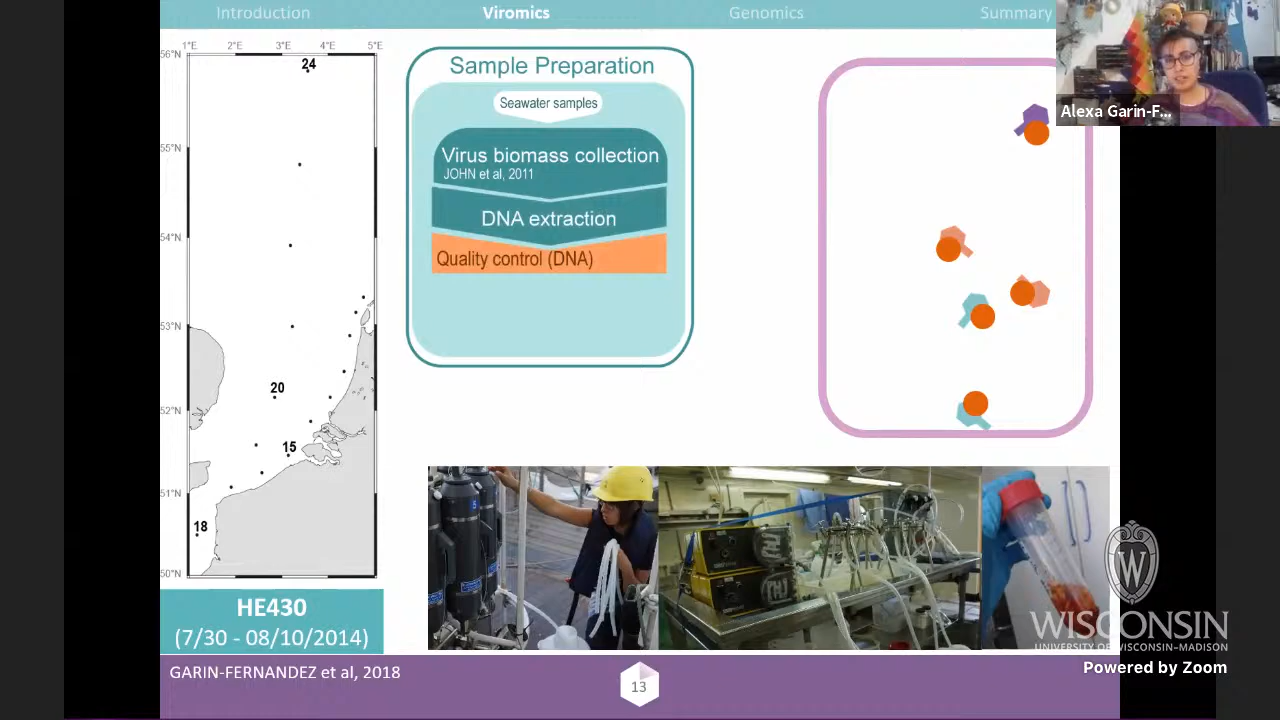 Introduction
Viromics
Genomics
Summary
1°E 2°E 3°E 4°E 5°E
56°N
55°N
54°N
53°N
52°N
51°N
50°N
24
20
15
18
HE430
(7/30 - 08/10/2014)
Sample Preparation
Seawater samples
Virus biomass collection
JOHN et al, 2011
DNA extraction
Quality control (DNA)
Alexa Garin-F...
W
WISCONSIN
UNIVERSITY OF WISCONSIN–MADISON
Powered by Zoom
GARIN-FERNANDEZ et al, 2018
13